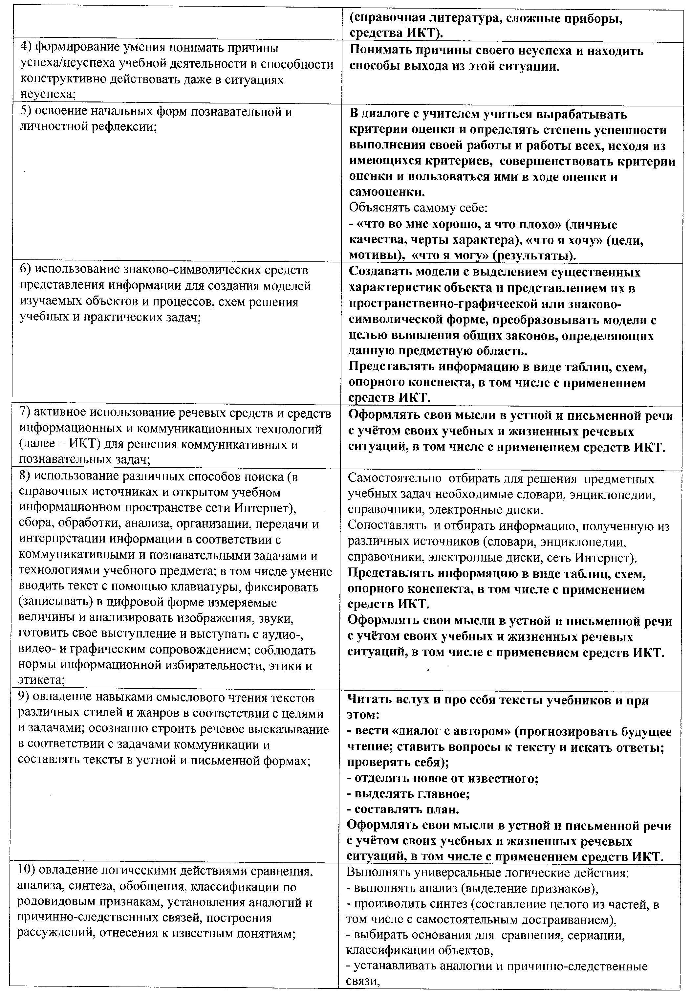 (справочная литература, сложные приборы,
средства ИКТ).
4) формирование умения понимать причины
успеха/неуспеха учебной деятельности и способности
конструктивно действовать даже в ситуациях
неуспеха;
Понимать причины своего неуспеха и находить
способы выхода из этой ситуации.
5) освоение начальных форм познавательной и
личностной рефлексии;
В диалоге с учителем учиться вырабатывать
критерии оценки и определять степень успешности
выполнения своей работы и работы всех, исходя из
имеющихся критериев,  совершенствовать критерии
оценки и пользоваться ими в ходе оценки и
самооценки.
Объяснять самому себе:
- «что во мне хорошо, а что плохо» (личные
качества, черты характера), «что я хочу» (цели,
мотивы),  «что я могу» (результаты).
6) использование знаково-символических средств
представления информации для создания моделей
изучаемых объектов и процессов, схем решения
учебных и практических задач;
Создавать модели с выделением существенных
характеристик объекта и представлением их в
пространственно-графической или знаково-
символической форме, преобразовывать модели с
целью выявления общих законов, определяющих
данную предметную область.
Представлять информацию в виде таблиц, схем,
опорного конспекта, в том числе с применением
средств ИКТ.
7) активное использование речевых средств и средств
информационных и коммуникационных технологий
(далее – ИКТ) для решения коммуникативных и
познавательных задач;
Оформлять свои мысли в устной и письменной речи
с учётом своих учебных и жизненных речевых
ситуаций, в том числе с применением средств ИКТ.
8) использование различных способов поиска (в
справочных источниках и открытом учебном
информационном пространстве сети Интернет),
сбора, обработки, анализа, организации, передачи и
интерпретации информации в соответствии с
коммуникативными и познавательными задачами и
технологиями учебного предмета; в том числе умение
вводить текст с помощью клавиатуры, фиксировать
(записывать) в цифровой форме измеряемые
величины и анализировать изображения, звуки,
готовить свое выступление и выступать с аудио-,
видео- и графическим сопровождением; соблюдать
нормы информационной избирательности, этики и
этикета;
Самостоятельно  отбирать для решения  предметных
учебных задач необходимые словари, энциклопедии,
справочники, электронные диски.
Сопоставлять  и отбирать информацию, полученную из
различных источников (словари, энциклопедии,
справочники, электронные диски, сеть Интернет).
Представлять информацию в виде таблиц, схем,
опорного конспекта, в том числе с применением
средств ИКТ.
Оформлять свои мысли в устной и письменной речи
с учётом своих учебных и жизненных речевых
ситуаций, в том числе с применением средств ИКТ.
9) овладение навыками смыслового чтения текстов
различных стилей и жанров в соответствии с целями
и задачами; осознанно строить речевое высказывание
в соответствии с задачами коммуникации и
составлять тексты в устной и письменной формах;
Читать вслух и про себя тексты учебников и при
этом:
- вести «диалог с автором» (прогнозировать будущее
чтение; ставить вопросы к тексту и искать ответы;
проверять себя);
- отделять новое от известного;
- выделять главное;
- составлять план.
Оформлять свои мысли в устной и письменной речи
с учётом своих учебных и жизненных речевых
ситуаций, в том числе с применением средств ИКТ.
10) овладение логическими действиями сравнения,
анализа, синтеза, обобщения, классификации по
родовидовым признакам, установления аналогий и
причинно-следственных связей, построения
рассуждений, отнесения к известным понятиям;
Выполнять универсальные логические действия:
- выполнять анализ (выделение признаков),
- производить синтез (составление целого из частей, в
том числе с самостоятельным достраиванием),
- выбирать основания для  сравнения, сериации,
классификации объектов,
- устанавливать аналогии и причинно-следственные
связи,